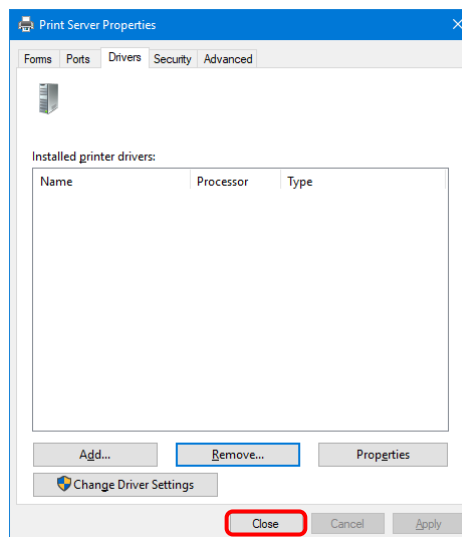 Print Server Properties
Forms Ports Drivers Security Advanced
Installed printer drivers:
Name Processor Type
Add... Remove... Properties
Change Driver Settings
Close Cancel Apply